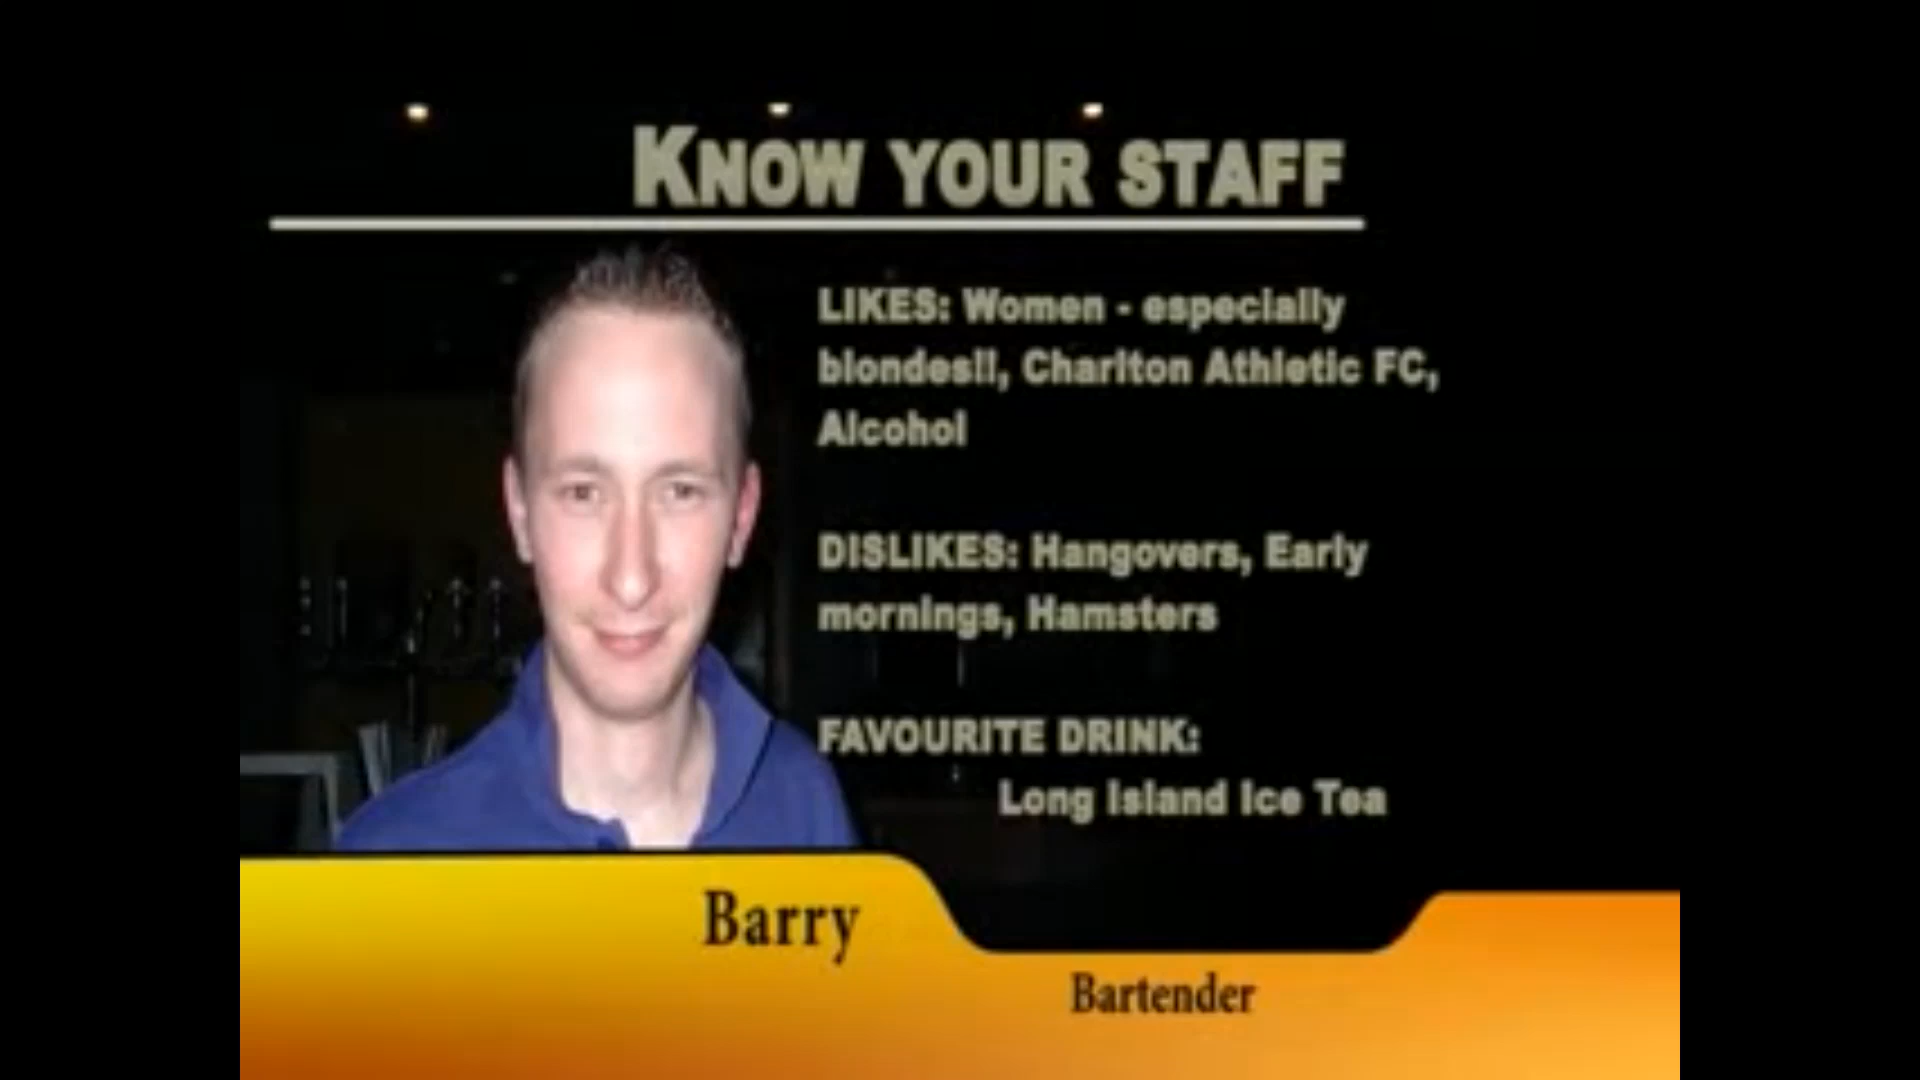 KNOW YOUR STAFF
LIKES: Women - especially
blondes!!, Charlton Athletic FC,
Alcohol
DISLIKES: Hangovers, Early
mornings, Hamsters
FAVOURITE DRINK:
Long Island Ice Tea
Barry
Bartender